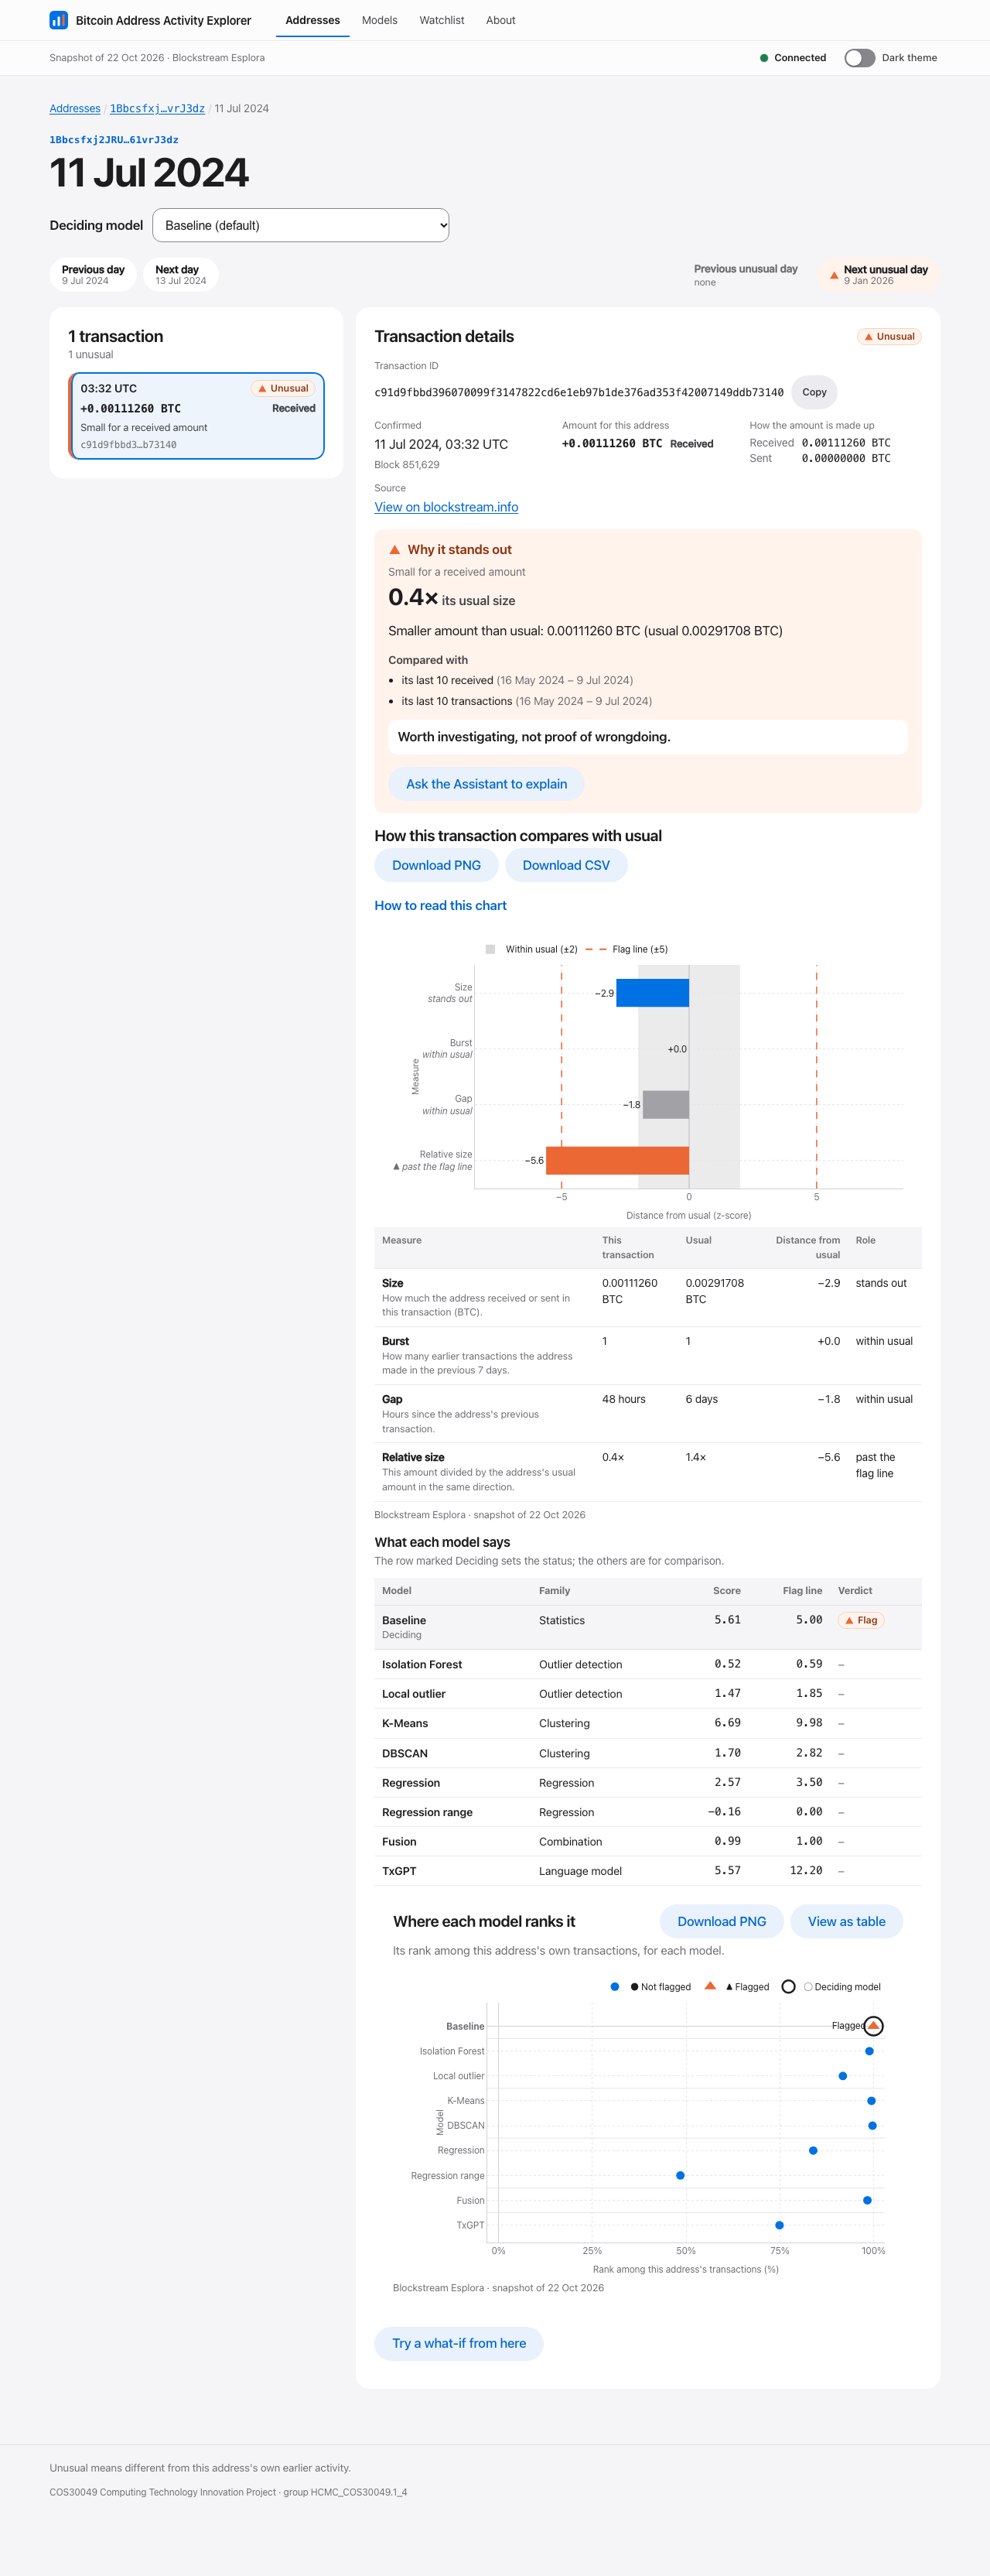 Bitcoin Address Activity Explorer
Addresses
Models
Watchlist
About
Snapshot of 22 Oct 2026 · Blockstream Esplora
Connected
Dark theme
Addresses / 1Bbcsfxj…vrJ3dz / 11 Jul 2024
1Bbcsfxj2JRU…61vrJ3dz
11 Jul 2024
Deciding model
Baseline (default)
Previous day
9 Jul 2024
Next day
13 Jul 2024
Previous unusual day
none
Next unusual day
9 Jan 2026
1 transaction
1 unusual
03:32 UTC
Unusual
+0.00111260 BTC
Received
Small for a received amount
c91d9fbbd3…b73140
Transaction details
Unusual
Transaction ID
c91d9fbbd396070099f3147822cd6e1eb97b1de376ad353f42007149ddb73140
Copy
Confirmed
11 Jul 2024, 03:32 UTC
Block 851,629
Amount for this address
+0.00111260 BTC Received
How the amount is made up
Received 0.00111260 BTC
Sent 0.00000000 BTC
Source
View on blockstream.info
Why it stands out
Small for a received amount
0.4× its usual size
Smaller amount than usual: 0.00111260 BTC (usual 0.00291708 BTC)
Compared with
• its last 10 received (16 May 2024 – 9 Jul 2024)
• its last 10 transactions (16 May 2024 – 9 Jul 2024)
Worth investigating, not proof of wrongdoing.
Ask the Assistant to explain
How this transaction compares with usual
Download PNG
Download CSV
How to read this chart
Within usual (±2)
Flag line (±5)
Measure
Size
stands out
−2.9
Burst
within usual
+0.0
Gap
within usual
−1.8
Relative size
▲ past the flag line
−5.6
−5
0
5
Distance from usual (z-score)
Measure
This transaction
Usual
Distance from usual
Role
Size
How much the address received or sent in this transaction (BTC).
0.00111260 BTC
0.00291708 BTC
−2.9
stands out
Burst
How many earlier transactions the address made in the previous 7 days.
1
1
+0.0
within usual
Gap
Hours since the address's previous transaction.
48 hours
6 days
−1.8
within usual
Relative size
This amount divided by the address's usual amount in the same direction.
0.4×
1.4×
−5.6
past the flag line
Blockstream Esplora · snapshot of 22 Oct 2026
What each model says
The row marked Deciding sets the status; the others are for comparison.
Model Family Score Flag line Verdict
Baseline Statistics 5.61 5.00 ▲ Flag
Deciding
Isolation Forest Outlier detection 0.52 0.59 –
Local outlier Outlier detection 1.47 1.85 –
K-Means Clustering 6.69 9.98 –
DBSCAN Clustering 1.70 2.82 –
Regression Regression 2.57 3.50 –
Regression range Regression −0.16 0.00 –
Fusion Combination 0.99 1.00 –
TxGPT Language model 5.57 12.20 –
Where each model ranks it
Download PNG
View as table
Its rank among this address's own transactions, for each model.
● Not flagged
▲ Flagged
○ Deciding model
Model
Baseline
Flagged
Isolation Forest
Local outlier
K-Means
DBSCAN
Regression
Regression range
Fusion
TxGPT
0%
25%
50%
75%
100%
Rank among this address's transactions (%)
Blockstream Esplora · snapshot of 22 Oct 2026
Try a what-if from here
Unusual means different from this address's own earlier activity.
COS30049 Computing Technology Innovation Project · group HCMC_COS30049.1_4